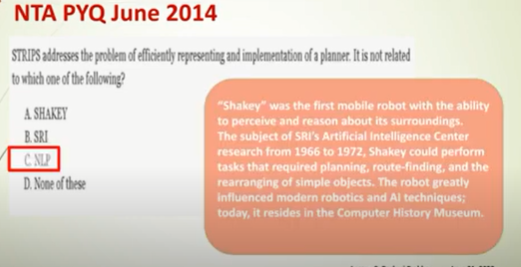 NTA PYQ June 2014
STRIPS addresses the problem of efficiently representing and implementation of a planner. It is not related
to which one of the following?
A. SHAKEY
B. SRI
C. NLP
D. None of these
“Shakey” was the first mobile robot with the ability
to perceive and reason about its surroundings.
The subject of SRI’s Artificial Intelligence Center
research from 1966 to 1972, Shakey could perform
tasks that required planning, route-finding, and the
rearranging of simple objects. The robot greatly
influenced modern robotics and AI techniques;
today, it resides in the Computer History Museum.